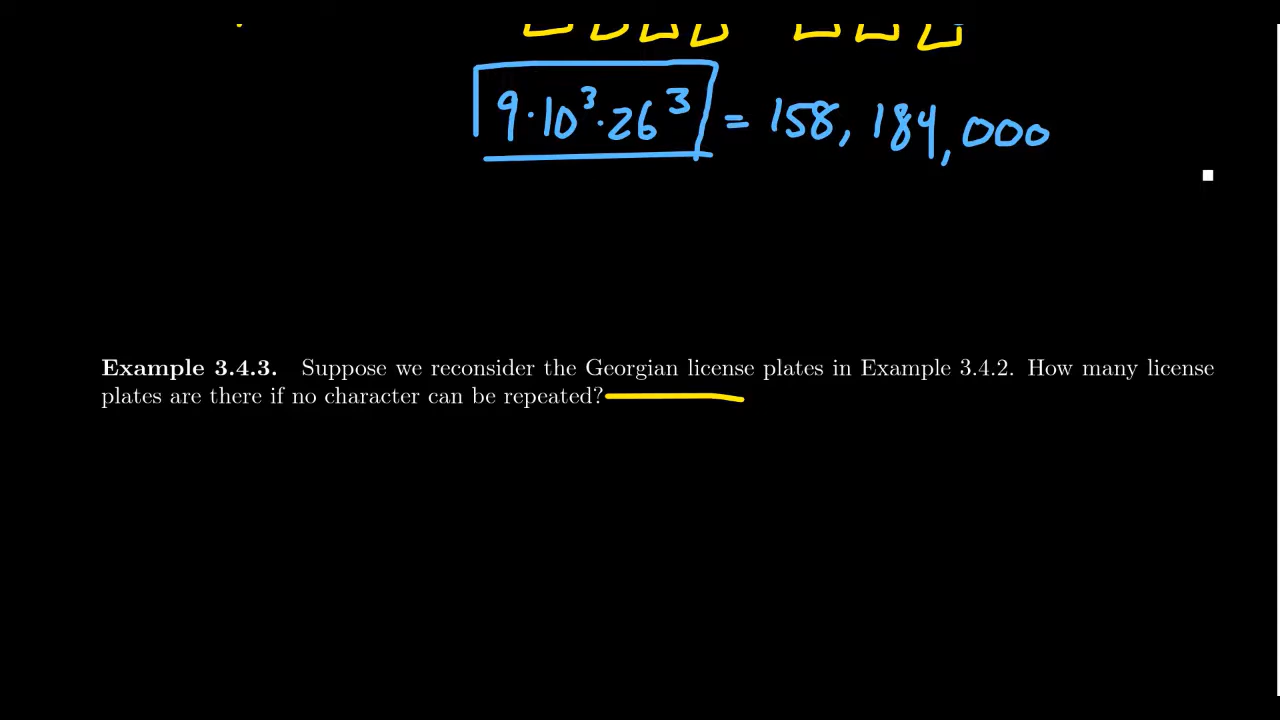 9·10³·26³ = 158,184,000
Example 3.4.3. Suppose we reconsider the Georgian license plates in Example 3.4.2. How many license
plates are there if no character can be repeated?